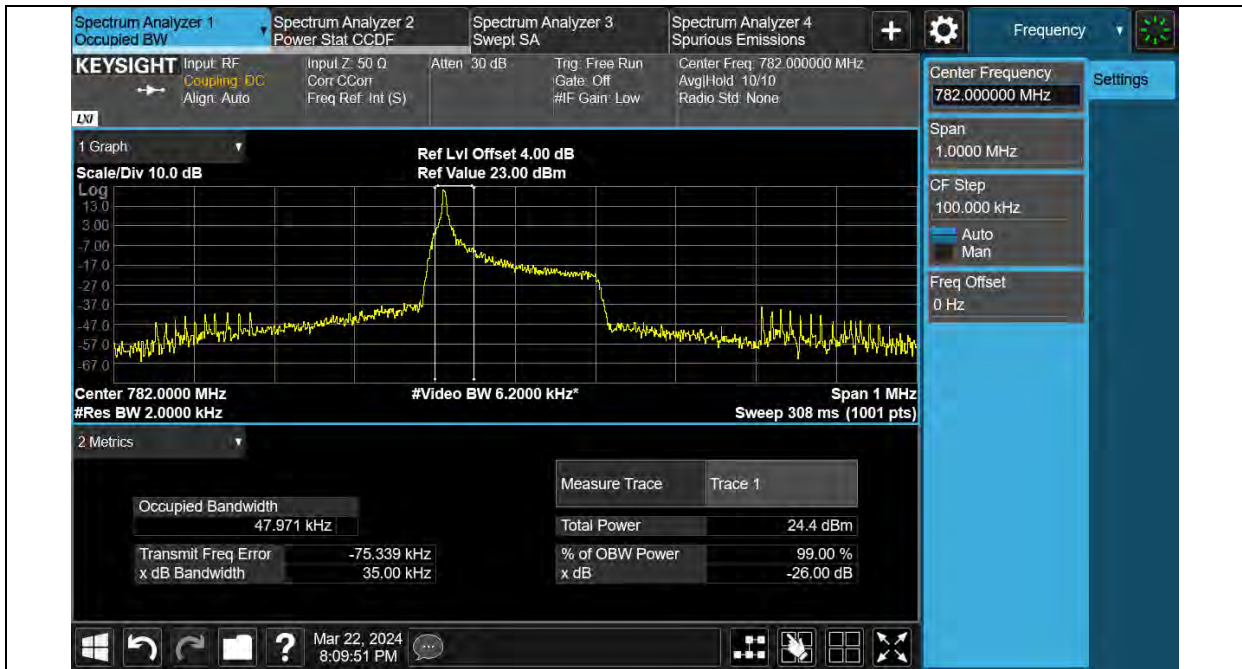 Spectrum Analyzer 1
Occupied BW
Spectrum Analyzer 2
Power Stat CCDF
Spectrum Analyzer 3
Swept SA
Spectrum Analyzer 4
Spurious Emissions
Frequency
KEYSIGHT
LXI
Input: RF
Coupling: DC
Align: Auto
Input Z: 50 Ω
Corr CCorr
Freq Ref: Int (S)
Atten: 30 dB
Trig: Free Run
Gate: Off
#IF Gain: Low
Center Freq: 782.000000 MHz
Avg|Hold: 10/10
Radio Std: None
Center Frequency
782.000000 MHz
Settings
Span
1.0000 MHz
CF Step
100.000 kHz
Auto
Man
Freq Offset
0 Hz
1 Graph
Scale/Div 10.0 dB
Ref Lvl Offset 4.00 dB
Ref Value 23.00 dBm
Log
13.0
3.00
-7.00
-17.0
-27.0
-37.0
-47.0
-57.0
-67.0
Center 782.0000 MHz
#Res BW 2.0000 kHz
#Video BW 6.2000 kHz*
Span 1 MHz
Sweep 308 ms (1001 pts)
2 Metrics
Measure Trace Trace 1
Occupied Bandwidth
47.971 kHz
Total Power 24.4 dBm
Transmit Freq Error -75.339 kHz
% of OBW Power 99.00 %
x dB Bandwidth 35.00 kHz
x dB -26.00 dB
Mar 22, 2024
8:09:51 PM